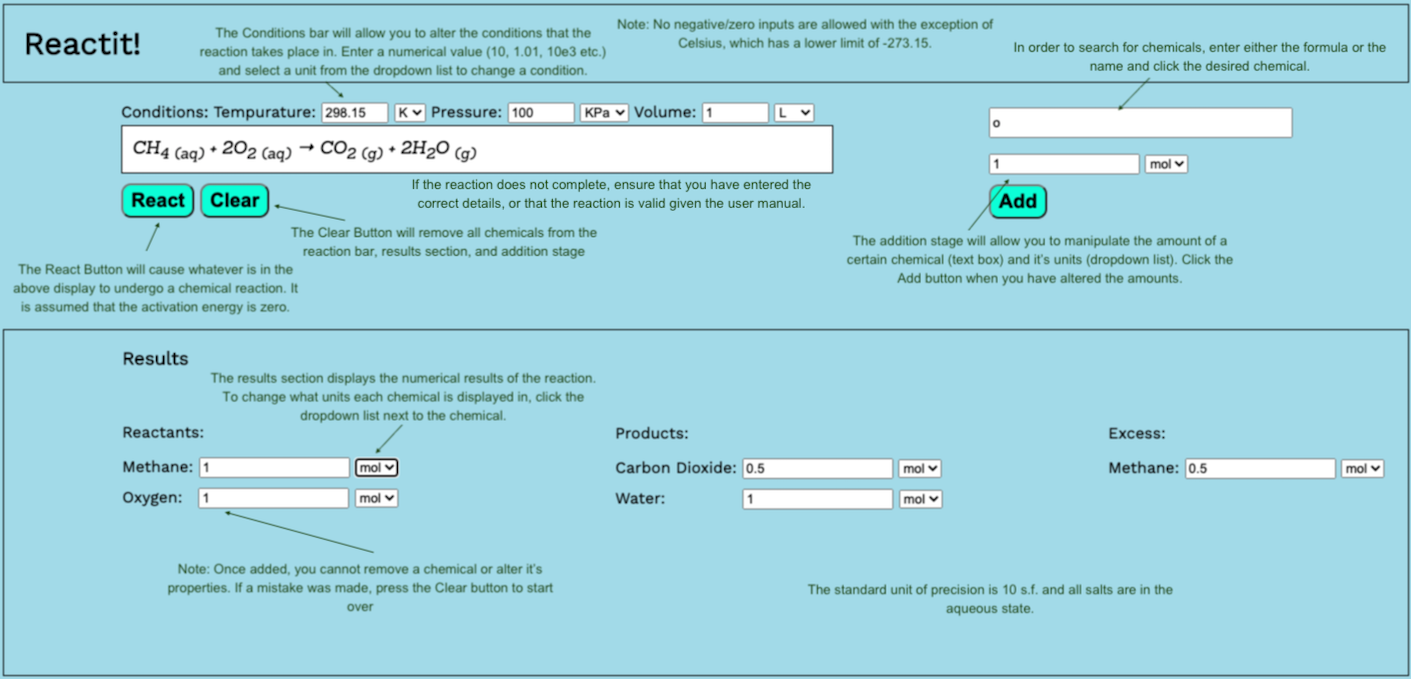 Reactit!
The Conditions bar will allow you to alter the conditions that the
reaction takes place in. Enter a numerical value (10, 1.01, 10e3 etc.)
and select a unit from the dropdown list to change a condition.
Note: No negative/zero inputs are allowed with the exception of
Celsius, which has a lower limit of -273.15.
In order to search for chemicals, enter either the formula or the
name and click the desired chemical.
Conditions: Tempurature: 298.15 K Pressure: 100 KPa Volume: 1 L
o
CH₄ (aq) + 2O₂ (aq) → CO₂ (g) + 2H₂O (g)
1 mol
React Clear
If the reaction does not complete, ensure that you have entered the
correct details, or that the reaction is valid given the user manual.
Add
The Clear Button will remove all chemicals from the
reaction bar, results section, and addition stage
The addition stage will allow you to manipulate the amount of a
certain chemical (text box) and it's units (dropdown list). Click the
Add button when you have altered the amounts.
The React Button will cause whatever is in the
above display to undergo a chemical reaction. It
is assumed that the activation energy is zero.
Results
The results section displays the numerical results of the reaction.
To change what units each chemical is displayed in, click the
dropdown list next to the chemical.
Reactants:
Methane: 1 mol
Oxygen: 1 mol
Products:
Carbon Dioxide: 0.5 mol
Water: 1 mol
Excess:
Methane: 0.5 mol
Note: Once added, you cannot remove a chemical or alter it's
properties. If a mistake was made, press the Clear button to start
over
The standard unit of precision is 10 s.f. and all salts are in the
aqueous state.